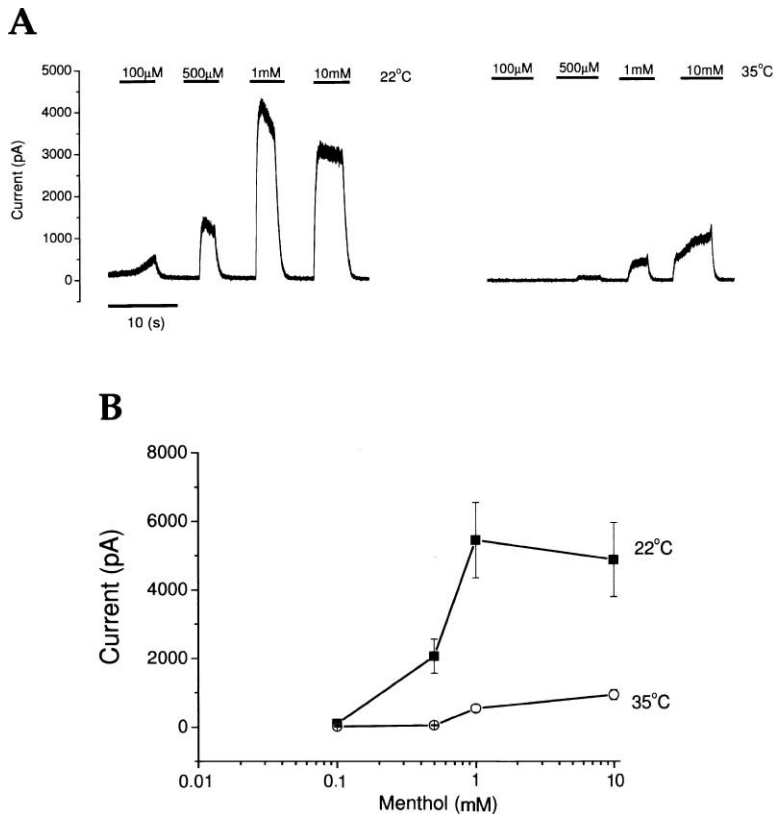 A
100µM 500µM 1mM 10mM 22°C
100µM 500µM 1mM 10mM 35°C
5000
4000
3000
2000
1000
0
Current (pA)
10 (s)
B
8000
6000
4000
2000
0
Current (pA)
22°C
35°C
0.01 0.1 1 10
Menthol (mM)